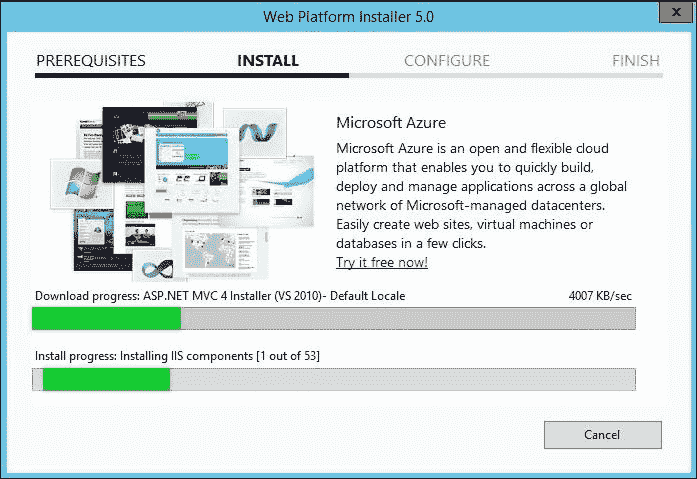 Web Platform Installer 5.0
x
PREREQUISITES INSTALL CONFIGURE FINISH
Microsoft Azure
Microsoft Azure is an open and flexible cloud
platform that enables you to quickly build,
deploy and manage applications across a global
network of Microsoft-managed datacenters.
Easily create web sites, virtual machines or
databases in a few clicks.
Try it free now!
Download progress: ASP.NET MVC 4 Installer (VS 2010)- Default Locale 4007 KB/sec
Install progress: Installing IIS components [1 out of 53]
Cancel